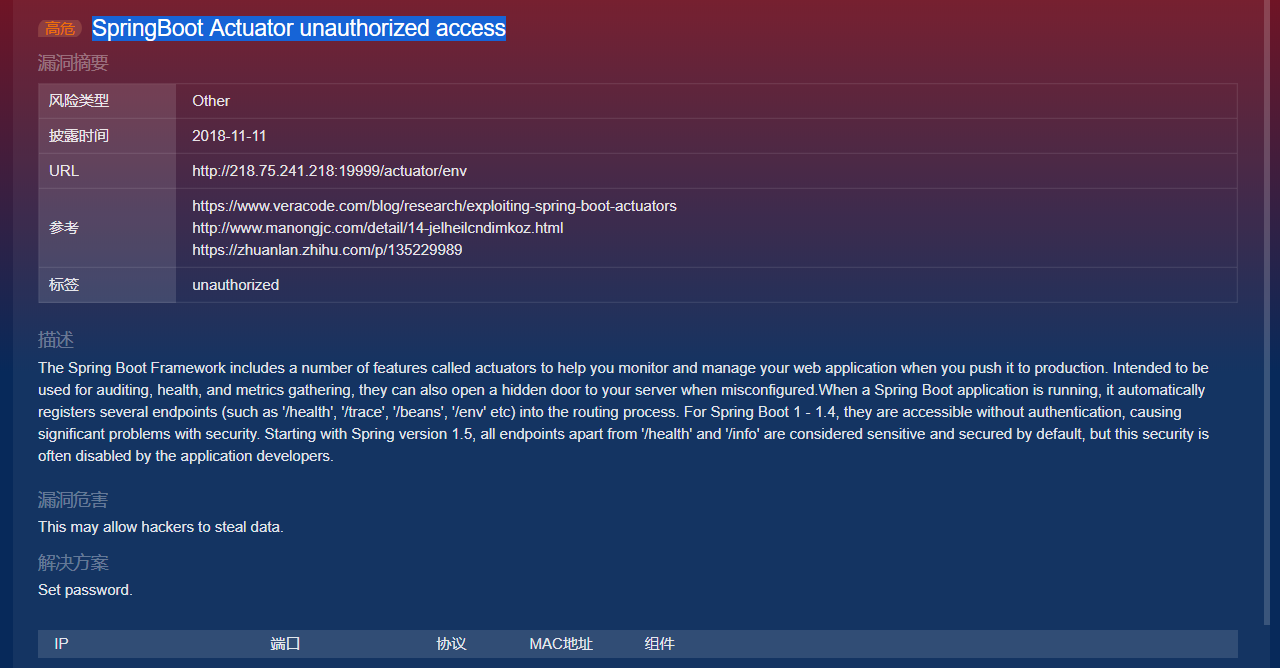 高危 SpringBoot Actuator unauthorized access
漏洞摘要
风险类型 Other
披露时间 2018-11-11
URL http://218.75.241.218:19999/actuator/env
https://www.veracode.com/blog/research/exploiting-spring-boot-actuators
参考 http://www.manongjc.com/detail/14-jelheilcndimkoz.html
https://zhuanlan.zhihu.com/p/135229989
标签 unauthorized
描述
The Spring Boot Framework includes a number of features called actuators to help you monitor and manage your web application when you push it to production. Intended to
be used for auditing, health, and metrics gathering, they can also open a hidden door to your server when misconfigured.When a Spring Boot application is running, it automatically
registers several endpoints (such as '/health', '/trace', '/beans', '/env' etc) into the routing process. For Spring Boot 1 - 1.4, they are accessible without authentication, causing
significant problems with security. Starting with Spring version 1.5, all endpoints apart from '/health' and '/info' are considered sensitive and secured by default, but this security is
often disabled by the application developers.
漏洞危害
This may allow hackers to steal data.
解决方案
Set password.
IP 端口 协议 MAC地址 组件